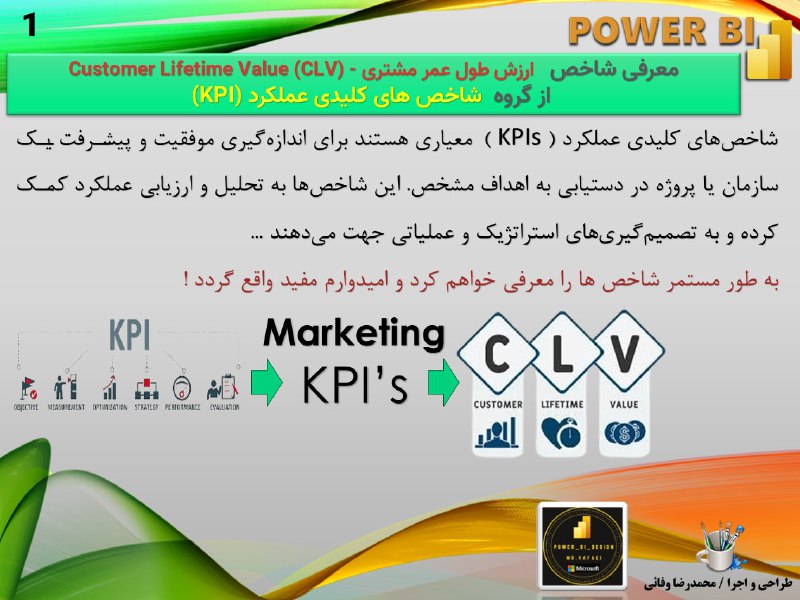 1
POWER BI
معرفی شاخص ارزش طول عمر مشتری - Customer Lifetime Value (CLV)
از گروه شاخص های کلیدی عملکرد (KPI)
شاخص‌های کلیدی عملکرد ( KPIs ) معیاری هستند برای اندازه‌گیری موفقیت و پیشرفت یک
سازمان یا پروژه در دستیابی به اهداف مشخص. این شاخص‌ها به تحلیل و ارزیابی عملکرد کمک
کرده و به تصمیم‌گیری‌های استراتژیک و عملیاتی جهت می‌دهند ...
به طور مستمر شاخص ها را معرفی خواهم کرد و امیدوارم مفید واقع گردد !
KPI
OBJECTIVE MEASUREMENT OPTIMIZATION STRATEGY PERFORMANCE EVALUATION
Marketing
KPI's
C L V
CUSTOMER LIFETIME VALUE
POWER_BI_DESIGN
MR.VAFAEI
Microsoft
طراحی و اجرا / محمدرضا وفائی